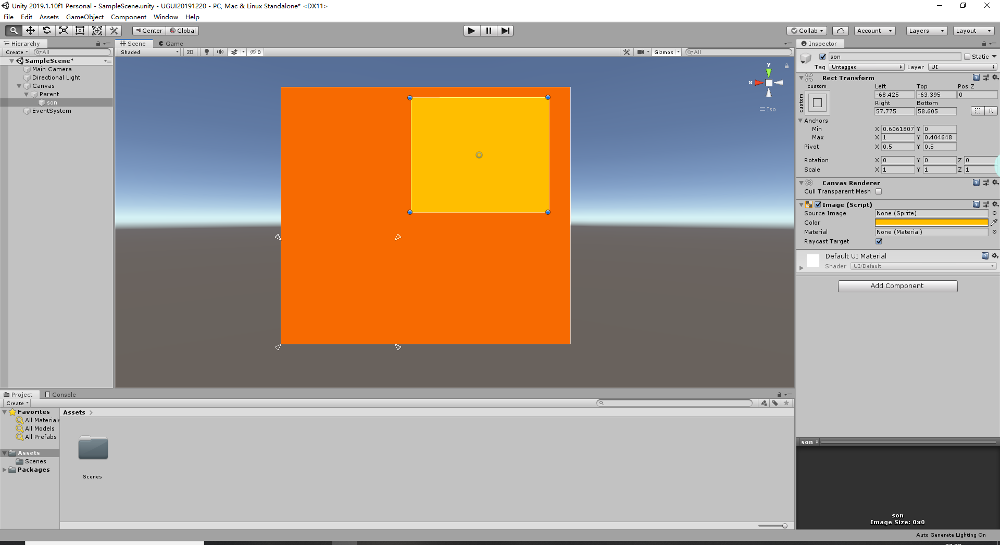 Unity 2019.1.10f1 Personal - SampleScene.unity - UGUI20191220 - PC, Mac & Linux Standalone* <DX11>
File Edit Assets GameObject Component Window Help
Center Global
Collab Account Layers Layout
Hierarchy
Create All
SampleScene*
Main Camera
Directional Light
Canvas
Parent
son
EventSystem
Scene Game
Shaded 2D 0 Gizmos All
y
x
Iso
Inspector
son Static
Tag Untagged Layer UI
Rect Transform
custom Left Top Pos Z
custom
-68.425 -63.395 0
Right Bottom
57.775 58.605 R
Anchors
Min X 0.6061807 Y 0
Max X 1 Y 0.404648
Pivot X 0.5 Y 0.5
Rotation X 0 Y 0 Z 0
Scale X 1 Y 1 Z 1
Canvas Renderer
Cull Transparent Mesh
Image (Script)
Source Image None (Sprite)
Color
Material None (Material)
Raycast Target
Default UI Material
Shader UI/Default
Add Component
Project Console
Create
Favorites
All Materials
All Models
All Prefabs
Assets
Scenes
Packages
Assets
Scenes
son
son
Image Size: 0x0
Auto Generate Lighting On